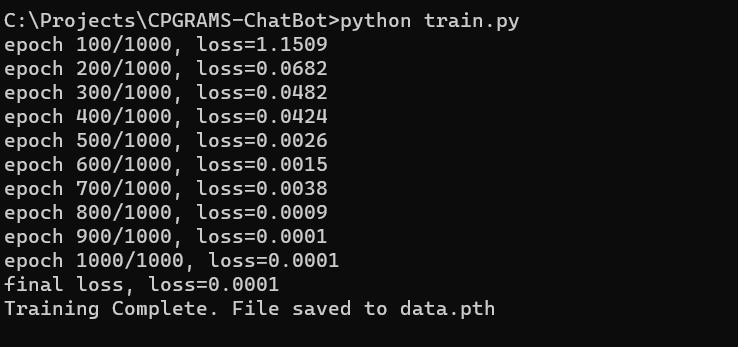 C:\Projects\CPGRAMS-ChatBot>python train.py
epoch 100/1000, loss=1.1509
epoch 200/1000, loss=0.0682
epoch 300/1000, loss=0.0482
epoch 400/1000, loss=0.0424
epoch 500/1000, loss=0.0026
epoch 600/1000, loss=0.0015
epoch 700/1000, loss=0.0038
epoch 800/1000, loss=0.0009
epoch 900/1000, loss=0.0001
epoch 1000/1000, loss=0.0001
final loss, loss=0.0001
Training Complete. File saved to data.pth